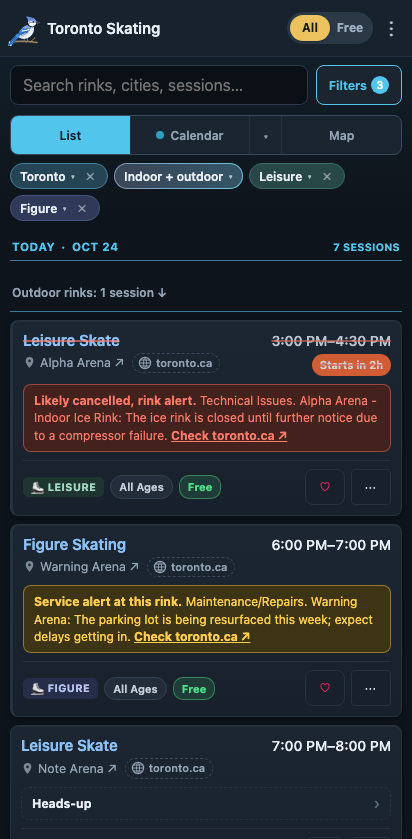 Toronto Skating
All Free
Search rinks, cities, sessions...
Filters 3
List
Calendar
Map
Toronto
Indoor + outdoor
Leisure
Figure
TODAY · OCT 24
7 SESSIONS
Outdoor rinks: 1 session ↓
Leisure Skate
3:00 PM–4:30 PM
Alpha Arena ↗ toronto.ca
Starts in 2h
Likely cancelled, rink alert. Technical Issues. Alpha Arena -
Indoor Ice Rink: The ice rink is closed until further notice due
to a compressor failure. Check toronto.ca ↗
LEISURE
All Ages
Free
Figure Skating
6:00 PM–7:00 PM
Warning Arena ↗ toronto.ca
Service alert at this rink. Maintenance/Repairs. Warning
Arena: The parking lot is being resurfaced this week; expect
delays getting in. Check toronto.ca ↗
FIGURE
All Ages
Free
Leisure Skate
7:00 PM–8:00 PM
Note Arena ↗ toronto.ca
Heads-up